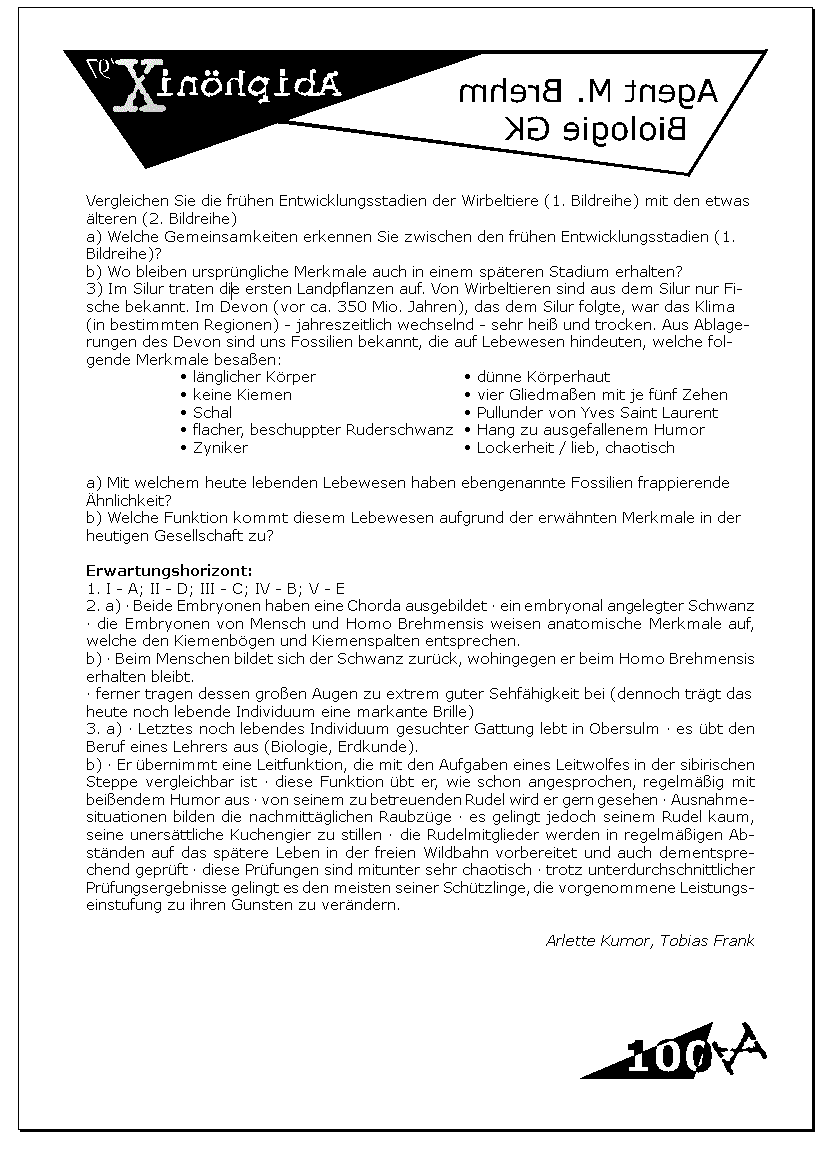 '97
AbiphöniX
Agent M. Brehm
Biologie GK
Vergleichen Sie die frühen Entwicklungsstadien der Wirbeltiere (1. Bildreihe) mit den etwas
älteren (2. Bildreihe)
a) Welche Gemeinsamkeiten erkennen Sie zwischen den frühen Entwicklungsstadien (1.
Bildreihe)?
b) Wo bleiben ursprüngliche Merkmale auch in einem späteren Stadium erhalten?
3) Im Silur traten die ersten Landpflanzen auf. Von Wirbeltieren sind aus dem Silur nur Fi-
sche bekannt. Im Devon (vor ca. 350 Mio. Jahren), das dem Silur folgte, war das Klima
(in bestimmten Regionen) - jahreszeitlich wechselnd - sehr heiß und trocken. Aus Ablage-
rungen des Devon sind uns Fossilien bekannt, die auf Lebewesen hindeuten, welche fol-
gende Merkmale besaßen:
• länglicher Körper • dünne Körperhaut
• keine Kiemen • vier Gliedmaßen mit je fünf Zehen
• Schal • Pullunder von Yves Saint Laurent
• flacher, beschuppter Ruderschwanz • Hang zu ausgefallenem Humor
• Zyniker • Lockerheit / lieb, chaotisch
a) Mit welchem heute lebenden Lebewesen haben ebengenannte Fossilien frappierende
Ähnlichkeit?
b) Welche Funktion kommt diesem Lebewesen aufgrund der erwähnten Merkmale in der
heutigen Gesellschaft zu?
Erwartungshorizont:
1. I - A; II - D; III - C; IV - B; V - E
2. a) · Beide Embryonen haben eine Chorda ausgebildet · ein embryonal angelegter Schwanz
· die Embryonen von Mensch und Homo Brehmensis weisen anatomische Merkmale auf,
welche den Kiemenbögen und Kiemenspalten entsprechen.
b) · Beim Menschen bildet sich der Schwanz zurück, wohingegen er beim Homo Brehmensis
erhalten bleibt.
· ferner tragen dessen großen Augen zu extrem guter Sehfähigkeit bei (dennoch trägt das
heute noch lebende Individuum eine markante Brille)
3. a) · Letztes noch lebendes Individuum gesuchter Gattung lebt in Obersulm · es übt den
Beruf eines Lehrers aus (Biologie, Erdkunde).
b) · Er übernimmt eine Leitfunktion, die mit den Aufgaben eines Leitwolfes in der sibirischen
Steppe vergleichbar ist · diese Funktion übt er, wie schon angesprochen, regelmäßig mit
beißendem Humor aus · von seinem zu betreuenden Rudel wird er gern gesehen · Ausnahme-
situationen bilden die nachmittäglichen Raubzüge · es gelingt jedoch seinem Rudel kaum,
seine unersättliche Kuchengier zu stillen · die Rudelmitglieder werden in regelmäßigen Ab-
ständen auf das spätere Leben in der freien Wildbahn vorbereitet und auch dementspre-
chend geprüft · diese Prüfungen sind mitunter sehr chaotisch · trotz unterdurchschnittlicher
Prüfungsergebnisse gelingt es den meisten seiner Schützlinge, die vorgenommene Leistungs-
einstufung zu ihren Gunsten zu verändern.
Arlette Kumor, Tobias Frank
100 A